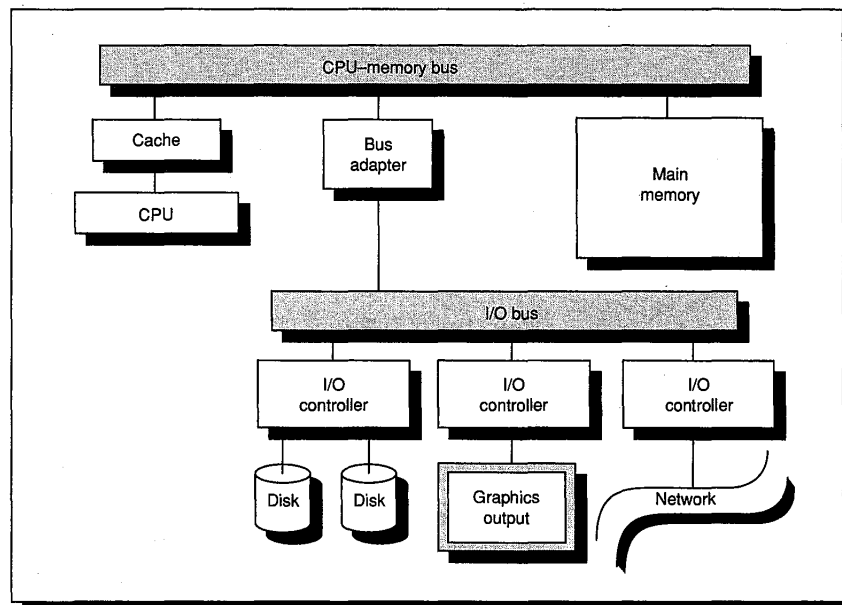 CPU–memory bus
Cache
Bus
adapter
Main
memory
CPU
I/O bus
I/O
controller
I/O
controller
I/O
controller
Disk
Disk
Graphics
output
Network